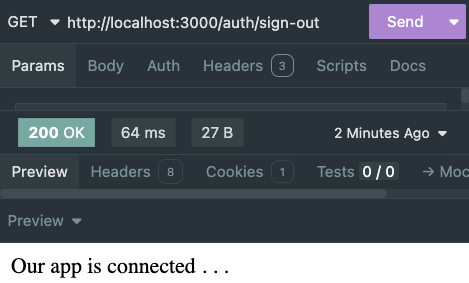 GET http://localhost:3000/auth/sign-out Send
Params Body Auth Headers 3 Scripts Docs
200 OK 64 ms 27 B 2 Minutes Ago
Preview Headers 8 Cookies 1 Tests 0 / 0 → Moc
Preview
Our app is connected . . .